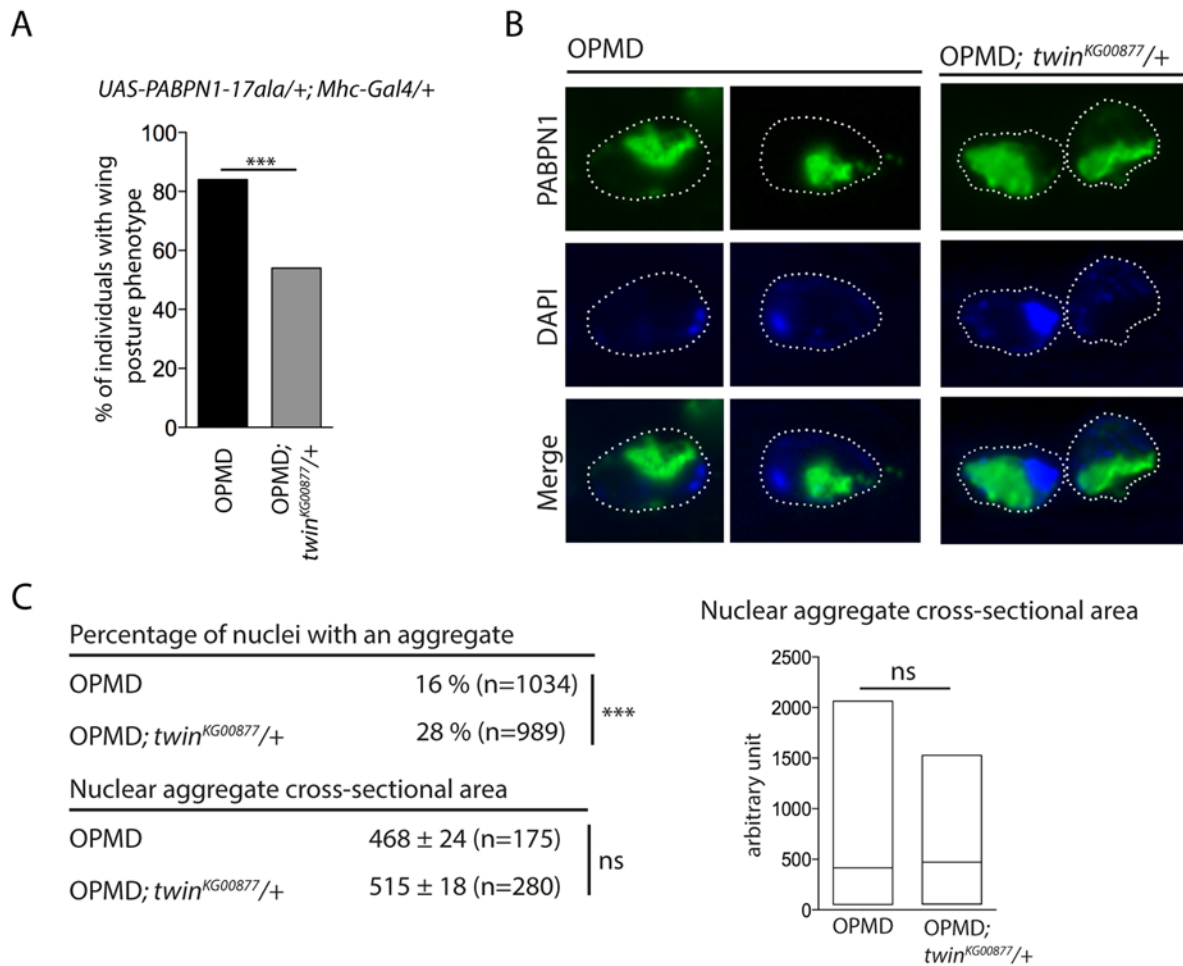 A
UAS-PABPN1-17ala/+; Mhc-Gal4/+
% of individuals with wing
posture phenotype
100
80
60
40
20
0
***
OPMD
OPMD;
twinKG00877/+
B
OPMD
OPMD; twinKG00877/+
PABPN1
DAPI
Merge
C
Percentage of nuclei with an aggregate
OPMD 16 % (n=1034)
OPMD; twinKG00877/+ 28 % (n=989)
***
Nuclear aggregate cross-sectional area
OPMD 468 ± 24 (n=175)
OPMD; twinKG00877/+ 515 ± 18 (n=280)
ns
Nuclear aggregate cross-sectional area
arbitrary unit
2500
2000
1500
1000
500
0
ns
OPMD
OPMD;
twinKG00877/+